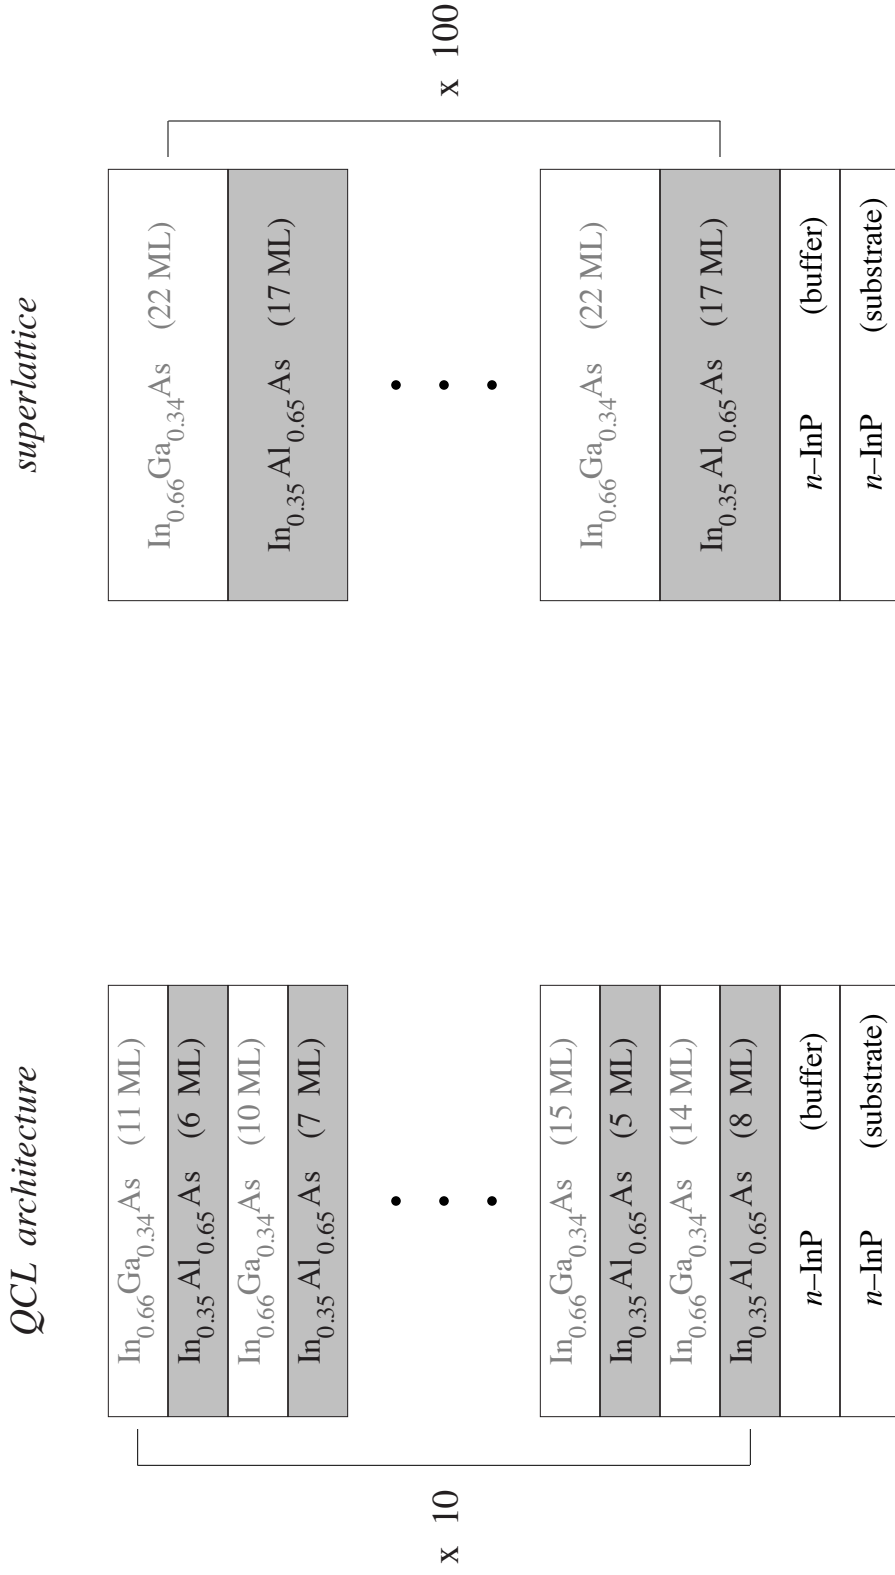 QCL architecture
In0.66Ga0.34As (11 ML)
In0.35Al0.65As (6 ML)
In0.66Ga0.34As (10 ML)
In0.35Al0.65As (7 ML)
In0.66Ga0.34As (15 ML)
In0.35Al0.65As (5 ML)
In0.66Ga0.34As (14 ML)
In0.35Al0.65As (8 ML)
n–InP (buffer)
n–InP (substrate)
x 10
superlattice
In0.66Ga0.34As (22 ML)
In0.35Al0.65As (17 ML)
In0.66Ga0.34As (22 ML)
In0.35Al0.65As (17 ML)
n–InP (buffer)
n–InP (substrate)
x 100